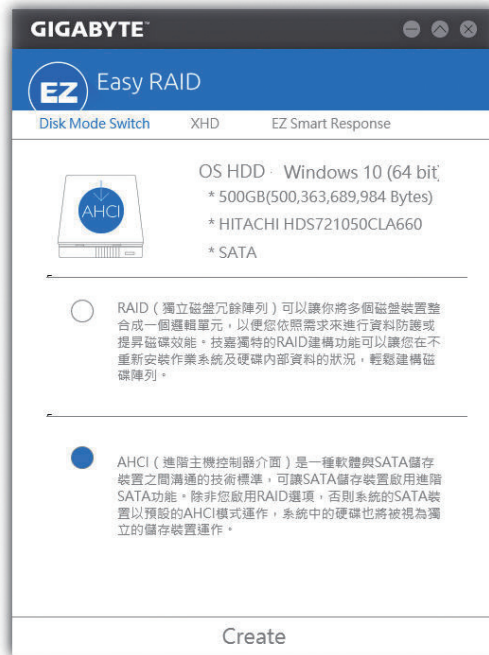 GIGABYTE™
EZ Easy RAID
Disk Mode Switch XHD EZ Smart Response
AHCI
OS HDD Windows 10 (64 bit)
* 500GB(500,363,689,984 Bytes)
* HITACHI HDS721050CLA660
* SATA
RAID（獨立磁盤冗餘陣列）可以讓你將多個磁盤裝置整
合成一個邏輯單元，以便您依照需求來進行資料防護或
提昇磁碟效能。技嘉獨特的RAID建構功能可以讓您在不
重新安裝作業系統及硬碟內部資料的狀況，輕鬆建構磁
碟陣列。
AHCI（進階主機控制器介面）是一種軟體與SATA儲存
裝置之間溝通的技術標準，可讓SATA儲存裝置啟用進階
SATA功能。除非您啟用RAID選項，否則系統的SATA裝
置以預設的AHCI模式運作，系統中的硬碟也將被視為獨
立的儲存裝置運作。
Create